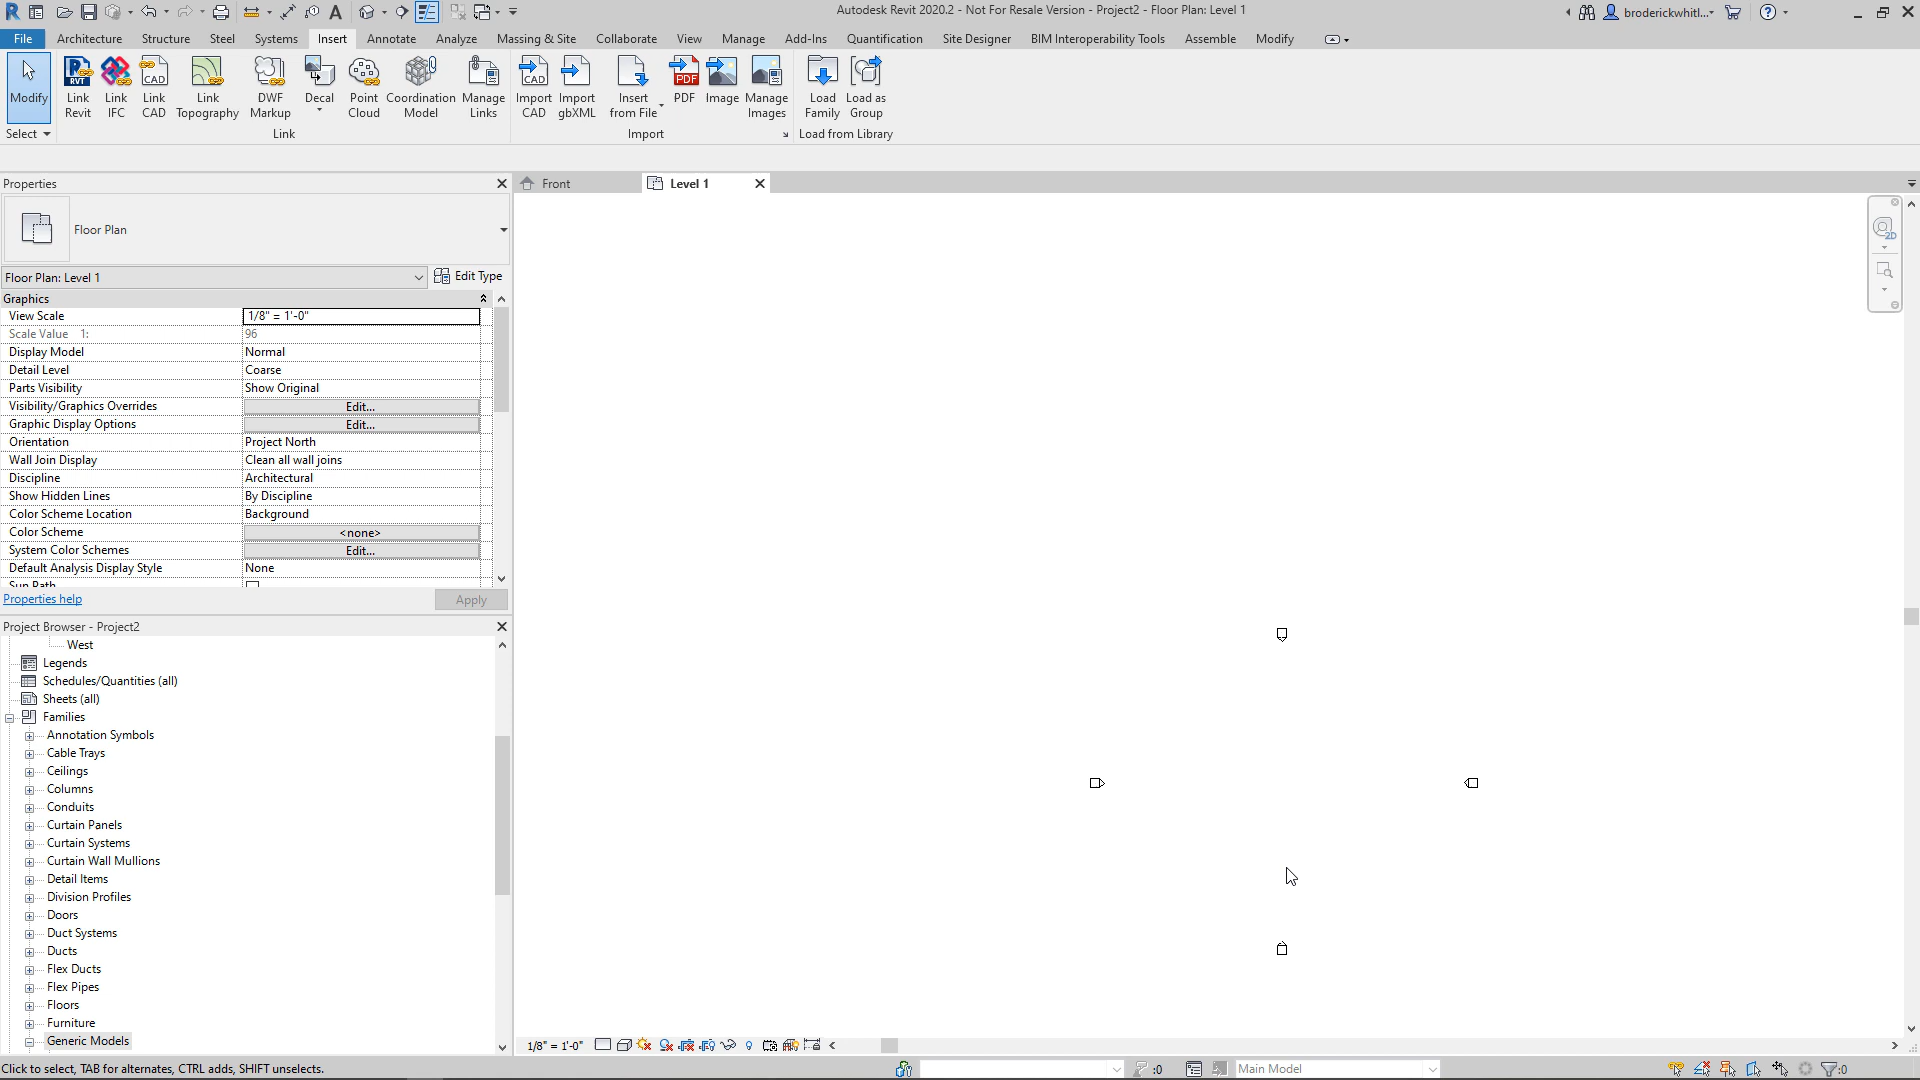 Autodesk Revit 2020.2 - Not For Resale Version - Project2 - Floor Plan: Level 1
broderickwhitl...
File Architecture Structure Steel Systems Insert Annotate Analyze Massing & Site Collaborate View Manage Add-Ins Quantification Site Designer BIM Interoperability Tools Assemble Modify
Modify
Link Revit
Link IFC
Link CAD
Link Topography
DWF Markup
Decal
Point Cloud
Coordination Model
Manage Links
Import CAD
Import gbXML
Insert from File
PDF
Image
Manage Images
Load Family
Load as Group
Select
Link
Import
Load from Library
Properties
Front
Level 1
2D
Floor Plan
Floor Plan: Level 1
Edit Type
Graphics
View Scale 1/8" = 1'-0"
Scale Value 1: 96
Display Model Normal
Detail Level Coarse
Parts Visibility Show Original
Visibility/Graphics Overrides Edit...
Graphic Display Options Edit...
Orientation Project North
Wall Join Display Clean all wall joins
Discipline Architectural
Show Hidden Lines By Discipline
Color Scheme Location Background
Color Scheme <none>
System Color Schemes Edit...
Default Analysis Display Style None
Sun Path
Properties help
Apply
Project Browser - Project2
West
Legends
Schedules/Quantities (all)
Sheets (all)
Families
Annotation Symbols
Cable Trays
Ceilings
Columns
Conduits
Curtain Panels
Curtain Systems
Curtain Wall Mullions
Detail Items
Division Profiles
Doors
Duct Systems
Ducts
Flex Ducts
Flex Pipes
Floors
Furniture
Generic Models
1/8" = 1'-0"
Click to select, TAB for alternates, CTRL adds, SHIFT unselects.
:0
Main Model
:0